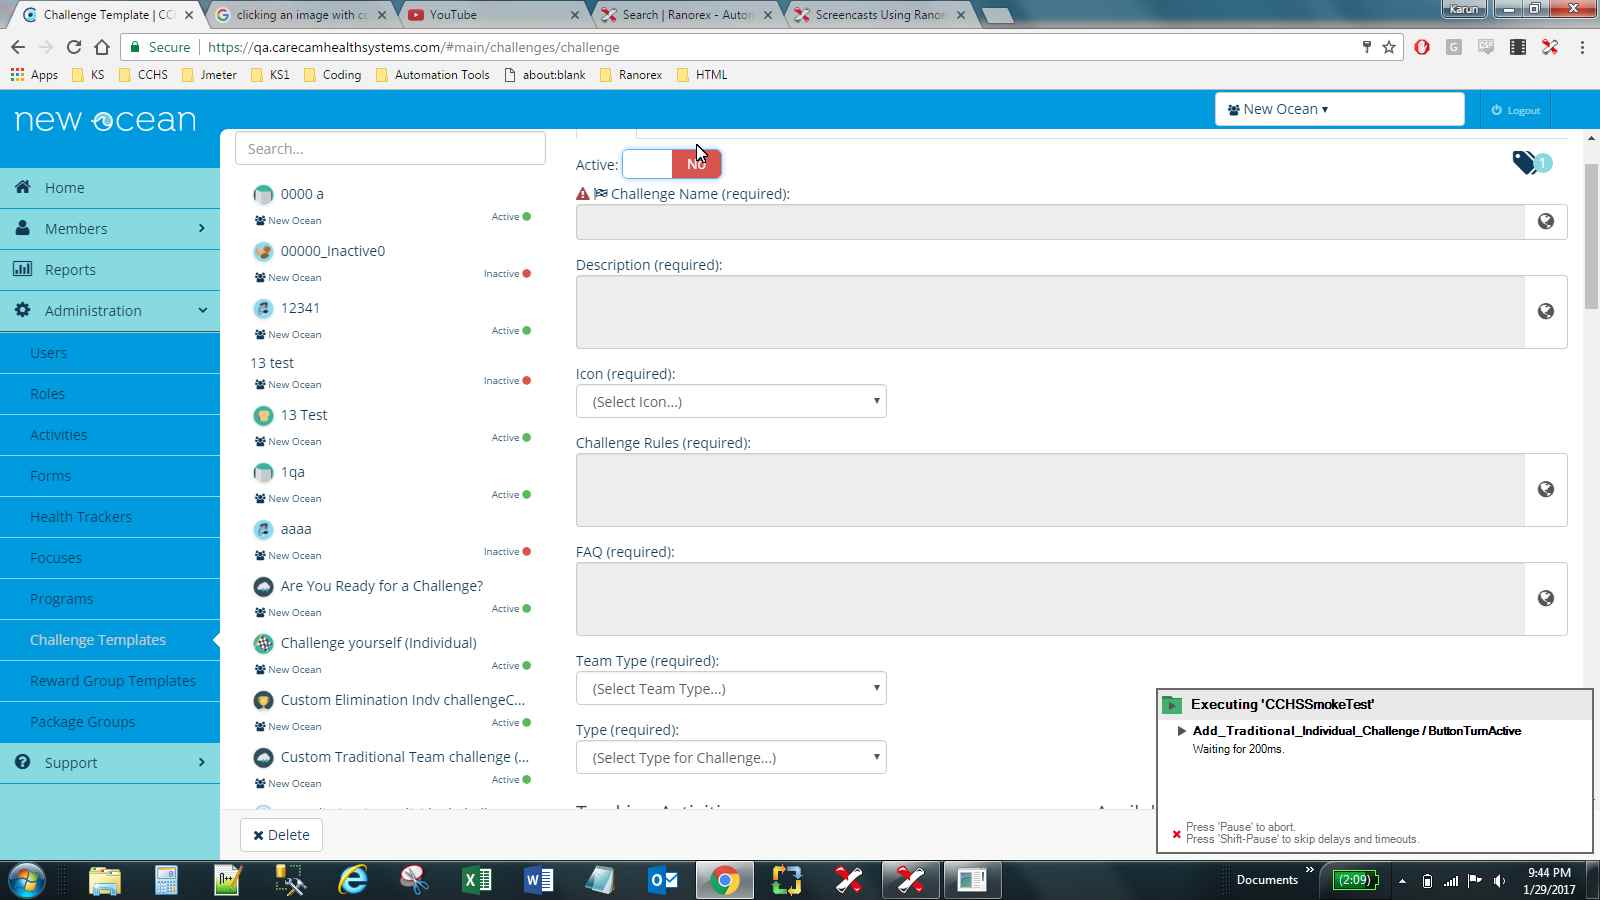 Challenge Template | CC
clicking an image with co
YouTube
Search | Ranorex - Autom
Screencasts Using Ranor
Karun
Secure
https://qa.carecamhealthsystems.com/#main/challenges/challenge
Apps
KS
CCHS
Jmeter
KS1
Coding
Automation Tools
about:blank
Ranorex
HTML
new ocean
New Ocean ▾
Logout
Home
Members
Reports
Administration
Users
Roles
Activities
Forms
Health Trackers
Focuses
Programs
Challenge Templates
Reward Group Templates
Package Groups
Support
Search...
0000 a
New Ocean
Active
00000_Inactive0
New Ocean
Inactive
12341
New Ocean
Active
13 test
New Ocean
Inactive
13 Test
New Ocean
Active
1qa
New Ocean
Active
aaaa
New Ocean
Inactive
Are You Ready for a Challenge?
New Ocean
Active
Challenge yourself (Individual)
New Ocean
Active
Custom Elimination Indv challengeC...
New Ocean
Active
Custom Traditional Team challenge (...
New Ocean
Active
Delete
Active:
No
1
Challenge Name (required):
Description (required):
Icon (required):
(Select Icon...)
Challenge Rules (required):
FAQ (required):
Team Type (required):
(Select Team Type...)
Type (required):
(Select Type for Challenge...)
Executing 'CCHSSmokeTest'
Add_Traditional_Individual_Challenge / ButtonTurnActive
Waiting for 200ms.
Press 'Pause' to abort.
Press 'Shift-Pause' to skip delays and timeouts.
Documents
(2:09)
9:44 PM
1/29/2017